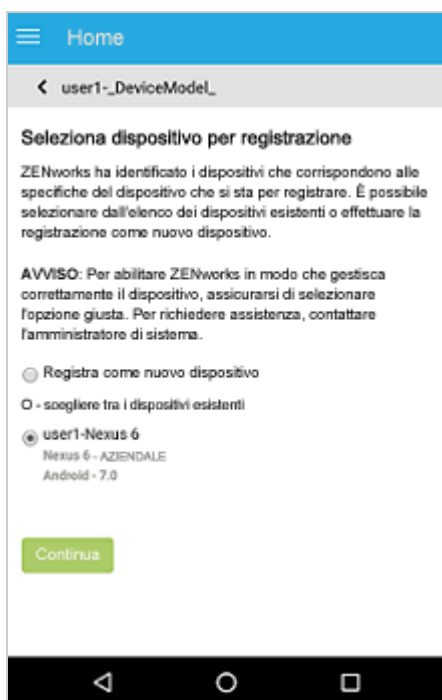 Home
user1-_DeviceModel_
Seleziona dispositivo per registrazione
ZENworks ha identificato i dispositivi che corrispondono alle
specifiche del dispositivo che si sta per registrare. È possibile
selezionare dall'elenco dei dispositivi esistenti o effettuare la
registrazione come nuovo dispositivo.
AVVISO: Per abilitare ZENworks in modo che gestisca
correttamente il dispositivo, assicurarsi di selezionare
l'opzione giusta. Per richiedere assistenza, contattare
l'amministratore di sistema.
Registra come nuovo dispositivo
O - scegliere tra i dispositivi esistenti
user1-Nexus 6
Nexus 6 - AZIENDALE
Android - 7.0
Continua